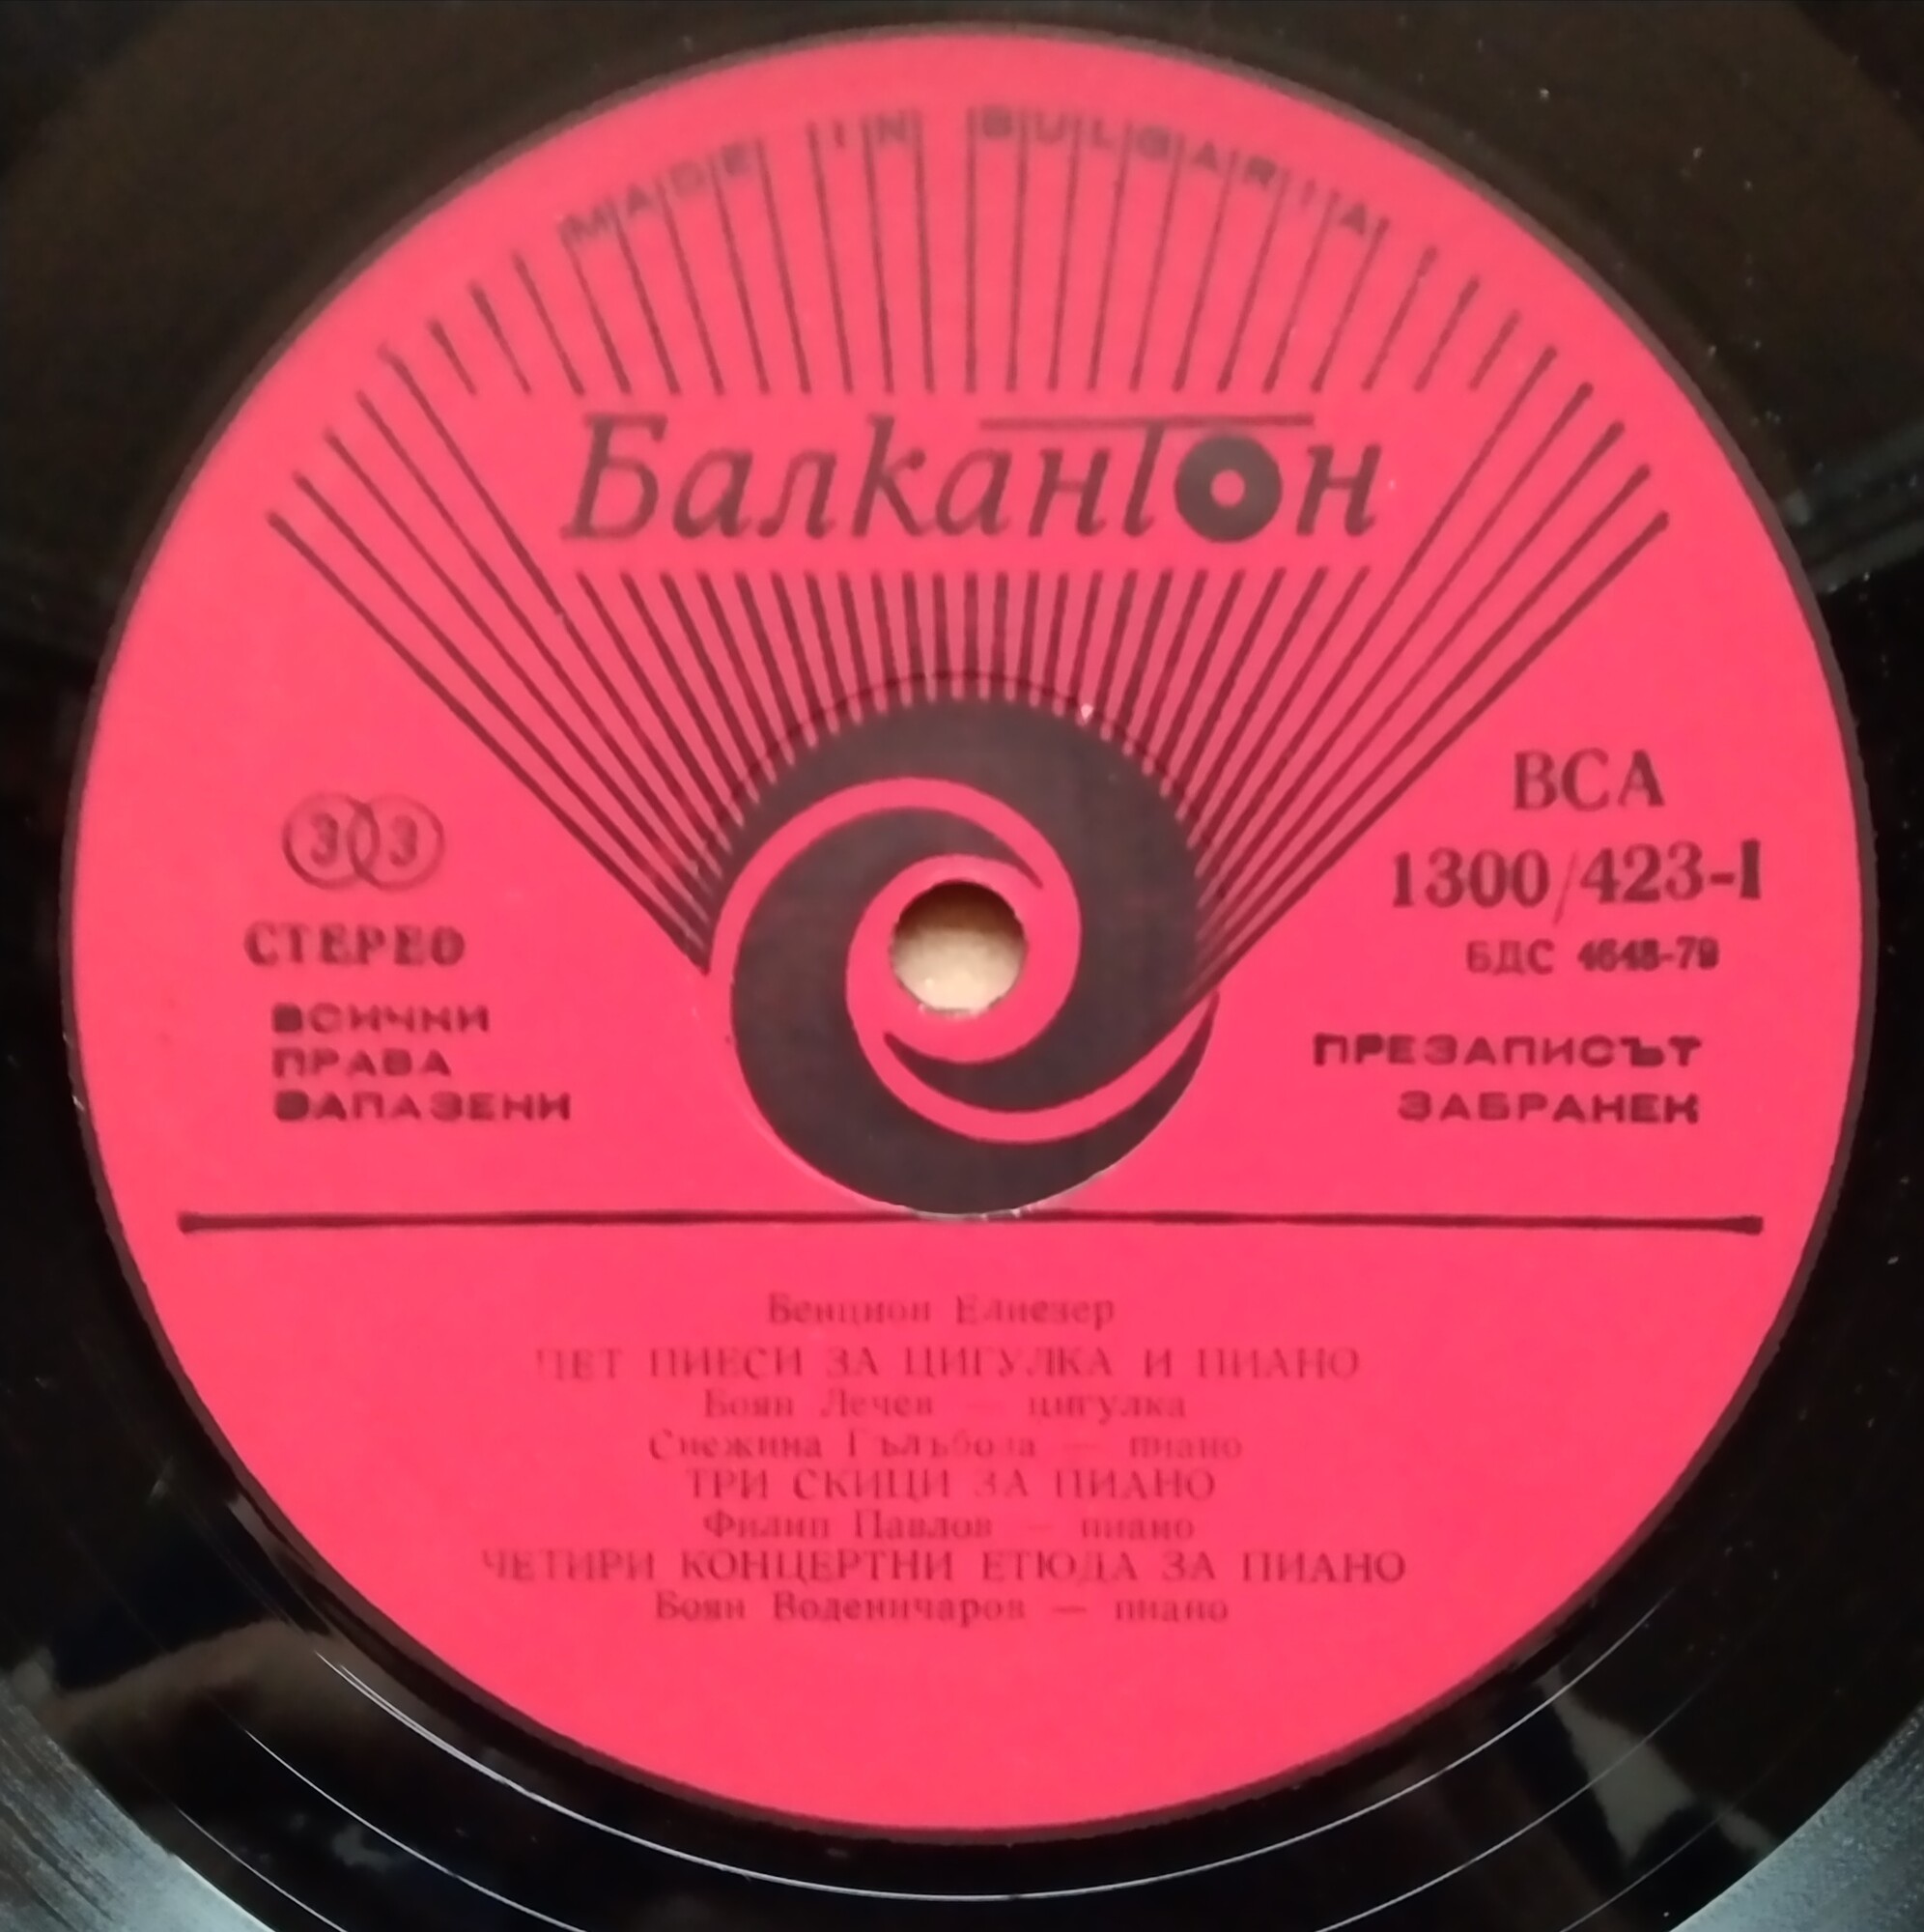 MADE IN BULGARIA
Балкантон
33
СТЕРЕО
ВСИЧКИ
ПРАВА
ЗАПАЗЕНИ
ВСА
1300/423-I
БДС 4648-79
ПРЕЗАПИСЪТ
ЗАБРАНЕН
Бенцион Елиезер
ПЕТ ПИЕСИ ЗА ЦИГУЛКА И ПИАНО
Боян Лечев — цигулка
Снежина Гълъбова — пиано
ТРИ СКИЦИ ЗА ПИАНО
Филип Павлов — пиано
ЧЕТИРИ КОНЦЕРТНИ ЕТЮДА ЗА ПИАНО
Боян Воденичаров — пиано